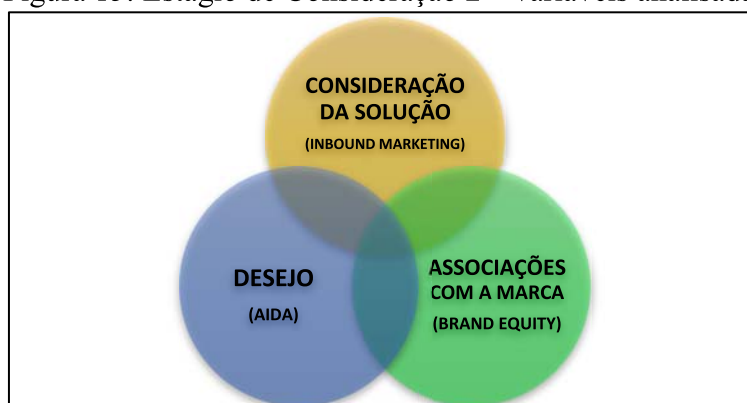 CONSIDERAÇÃO
DA SOLUÇÃO
(INBOUND MARKETING)
DESEJO
(AIDA)
ASSOCIAÇÕES
COM A MARCA
(BRAND EQUITY)